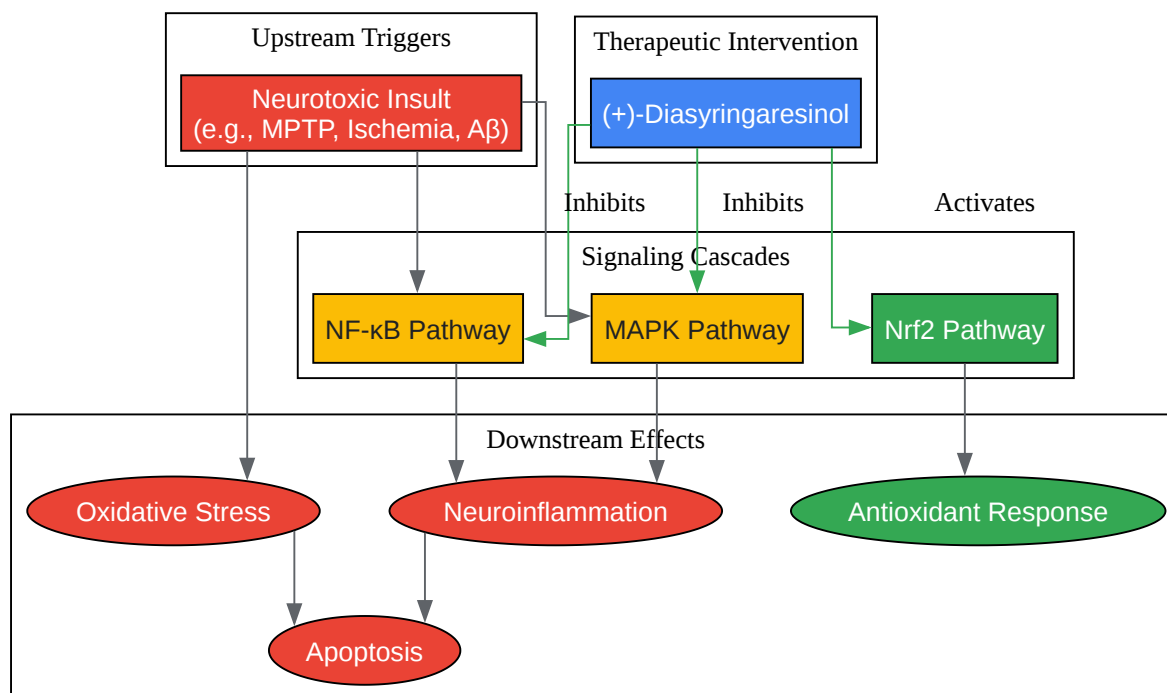 Upstream Triggers
Therapeutic Intervention
Neurotoxic Insult
(e.g., MPTP, Ischemia, Aβ)
(+)-Diasyringaresinol
Inhibits
Inhibits
Activates
Signaling Cascades
NF-κB Pathway
MAPK Pathway
Nrf2 Pathway
Downstream Effects
Oxidative Stress
Neuroinflammation
Antioxidant Response
Apoptosis